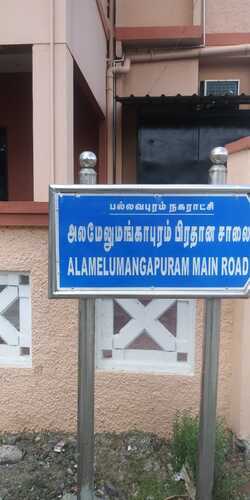 பல்லவபுரம் நகராட்சி
அலமேலுமங்காபுரம் பிரதான சாலை
ALAMELUMANGAPURAM MAIN ROAD